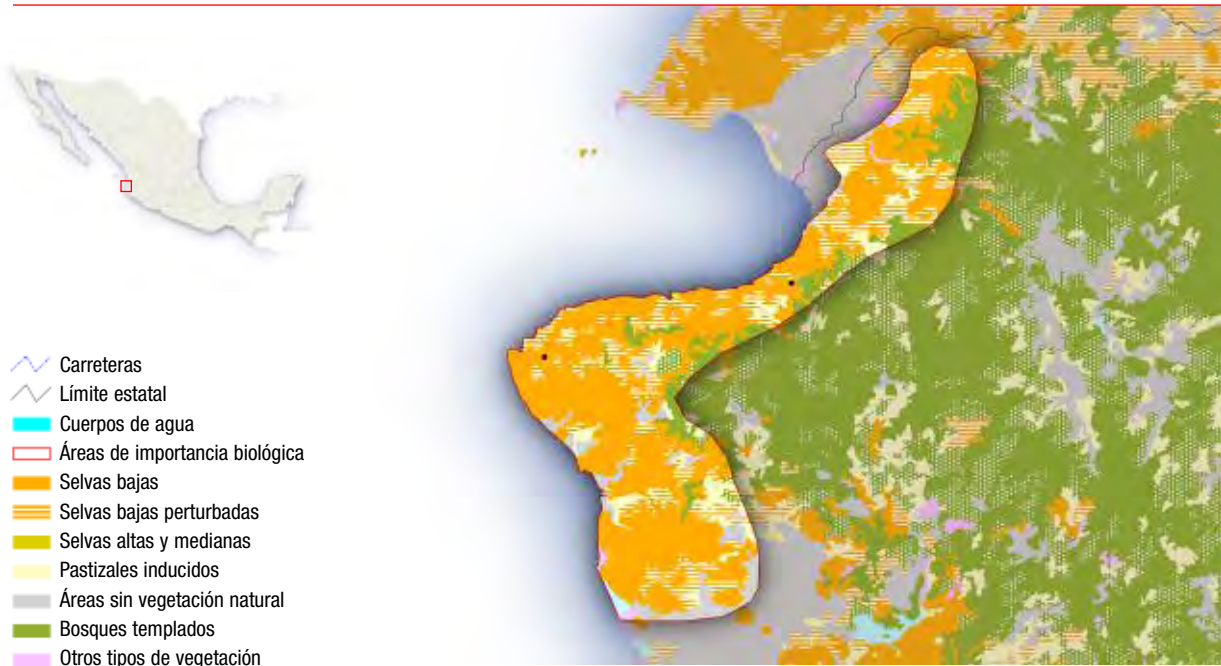 Carreteras
Límite estatal
Cuerpos de agua
Áreas de importancia biológica
Selvas bajas
Selvas bajas perturbadas
Selvas altas y medianas
Pastizales inducidos
Áreas sin vegetación natural
Bosques templados
Otros tipos de vegetación